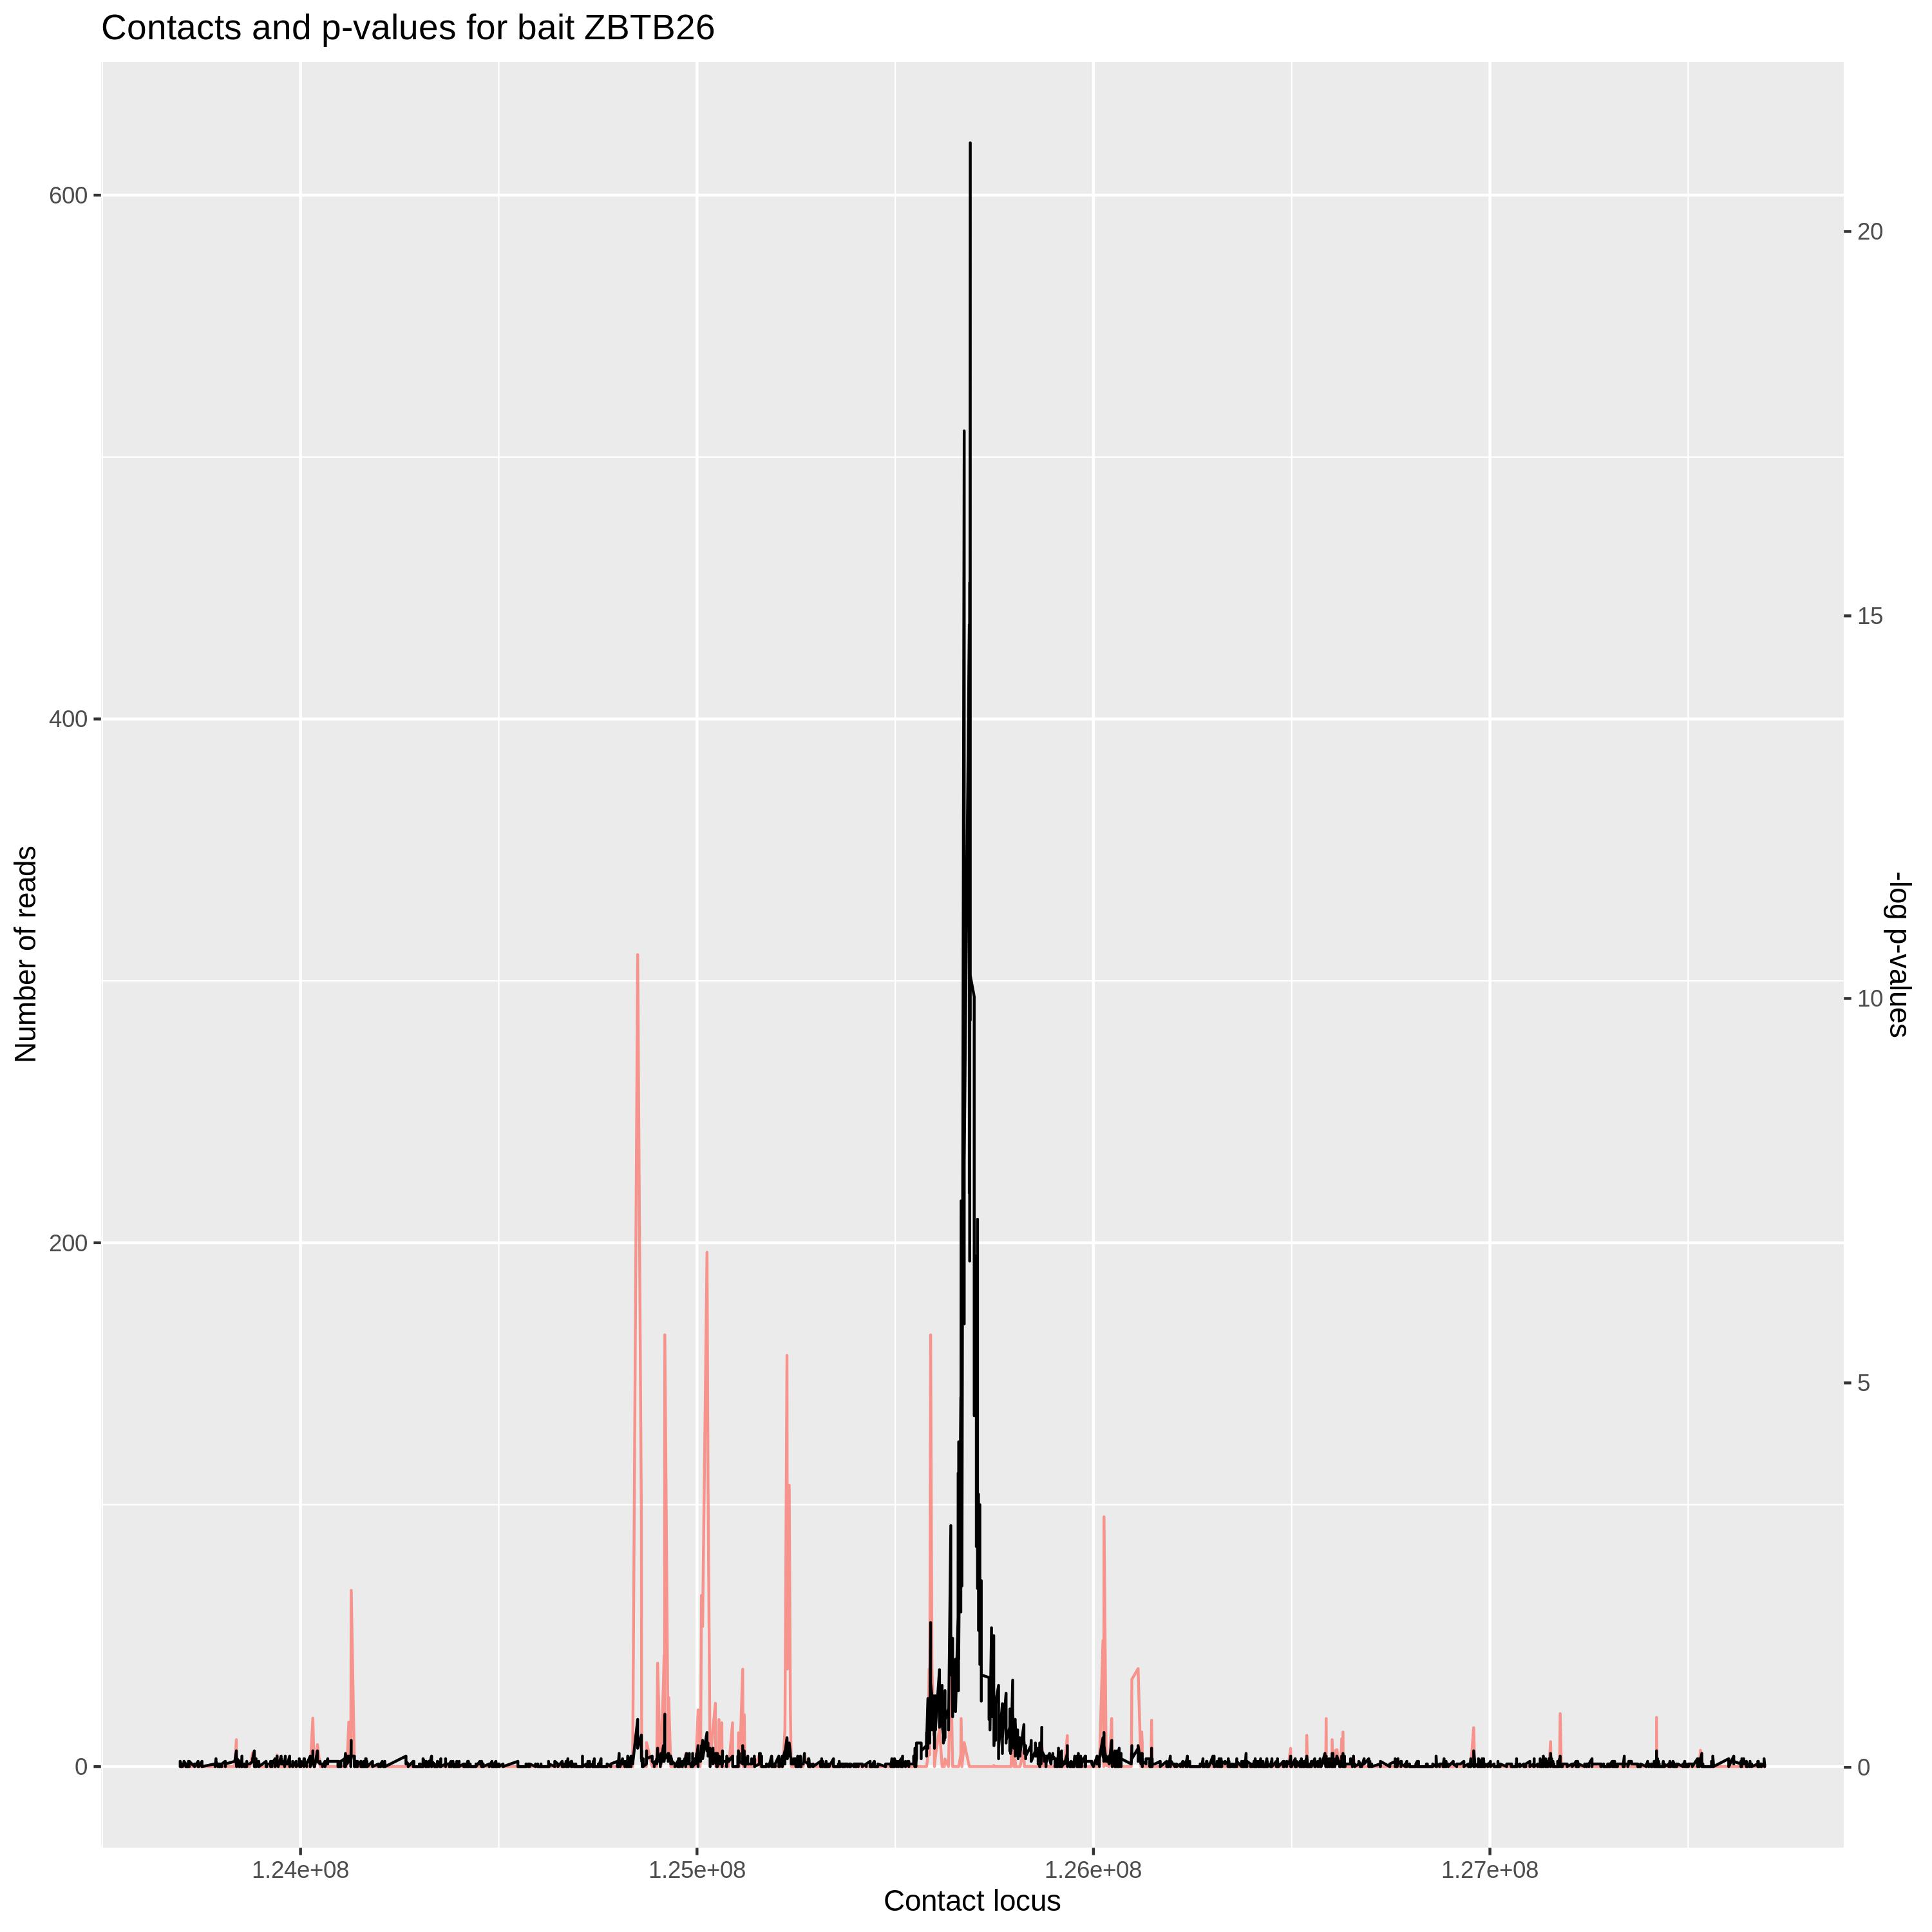 Contacts and p-values for bait ZBTB26
600
400
200
0
Number of reads
20
15
10
5
0
-log p-values
1.24e+08
1.25e+08
1.26e+08
1.27e+08
Contact locus